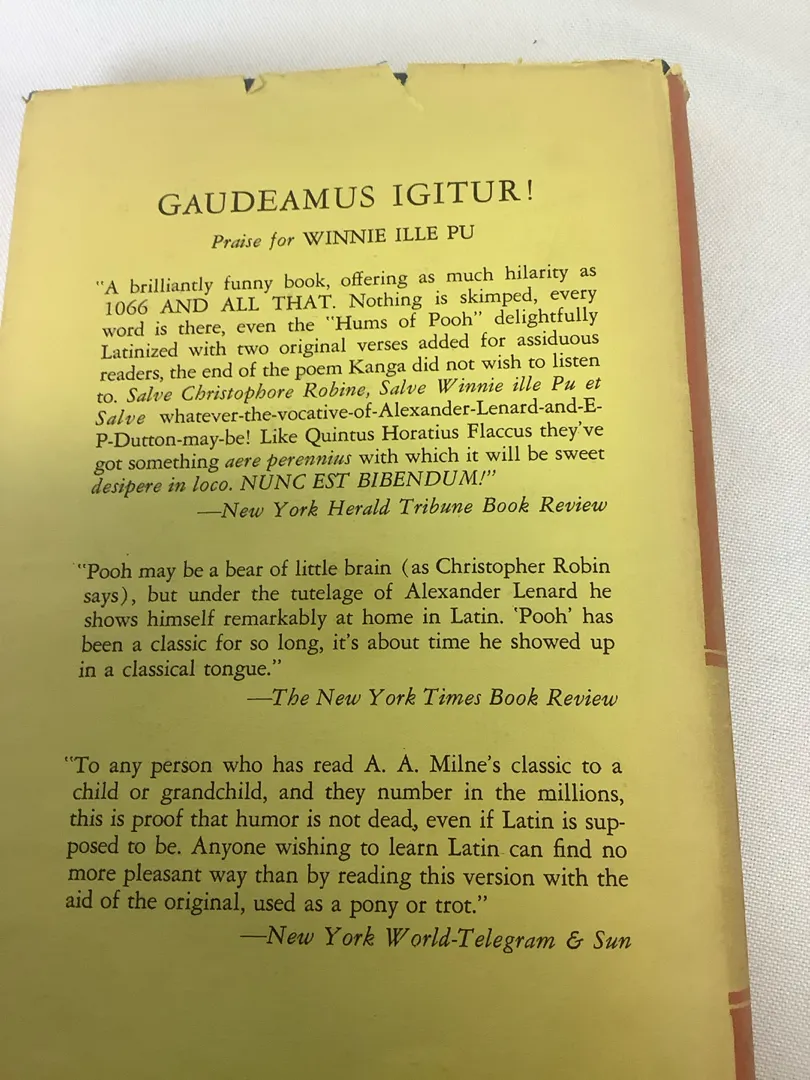 GAUDEAMUS IGITUR!
Praise for WINNIE ILLE PU
"A brilliantly funny book, offering as much hilarity as
1066 AND ALL THAT. Nothing is skimped, every
word is there, even the "Hums of Pooh" delightfully
Latinized with two original verses added for assiduous
readers, the end of the poem Kanga did not wish to listen
to. Salve Christophore Robine, Salve Winnie ille Pu et
Salve whatever-the-vocative-of-Alexander-Lenard-and-E-
P-Dutton-may-be! Like Quintus Horatius Flaccus they've
got something aere perennius with which it will be sweet
desipere in loco. NUNC EST BIBENDUM!"
—New York Herald Tribune Book Review
"Pooh may be a bear of little brain (as Christopher Robin
says), but under the tutelage of Alexander Lenard he
shows himself remarkably at home in Latin. 'Pooh' has
been a classic for so long, it's about time he showed up
in a classical tongue."
—The New York Times Book Review
"To any person who has read A. A. Milne's classic to a
child or grandchild, and they number in the millions,
this is proof that humor is not dead, even if Latin is sup-
posed to be. Anyone wishing to learn Latin can find no
more pleasant way than by reading this version with the
aid of the original, used as a pony or trot."
—New York World-Telegram & Sun